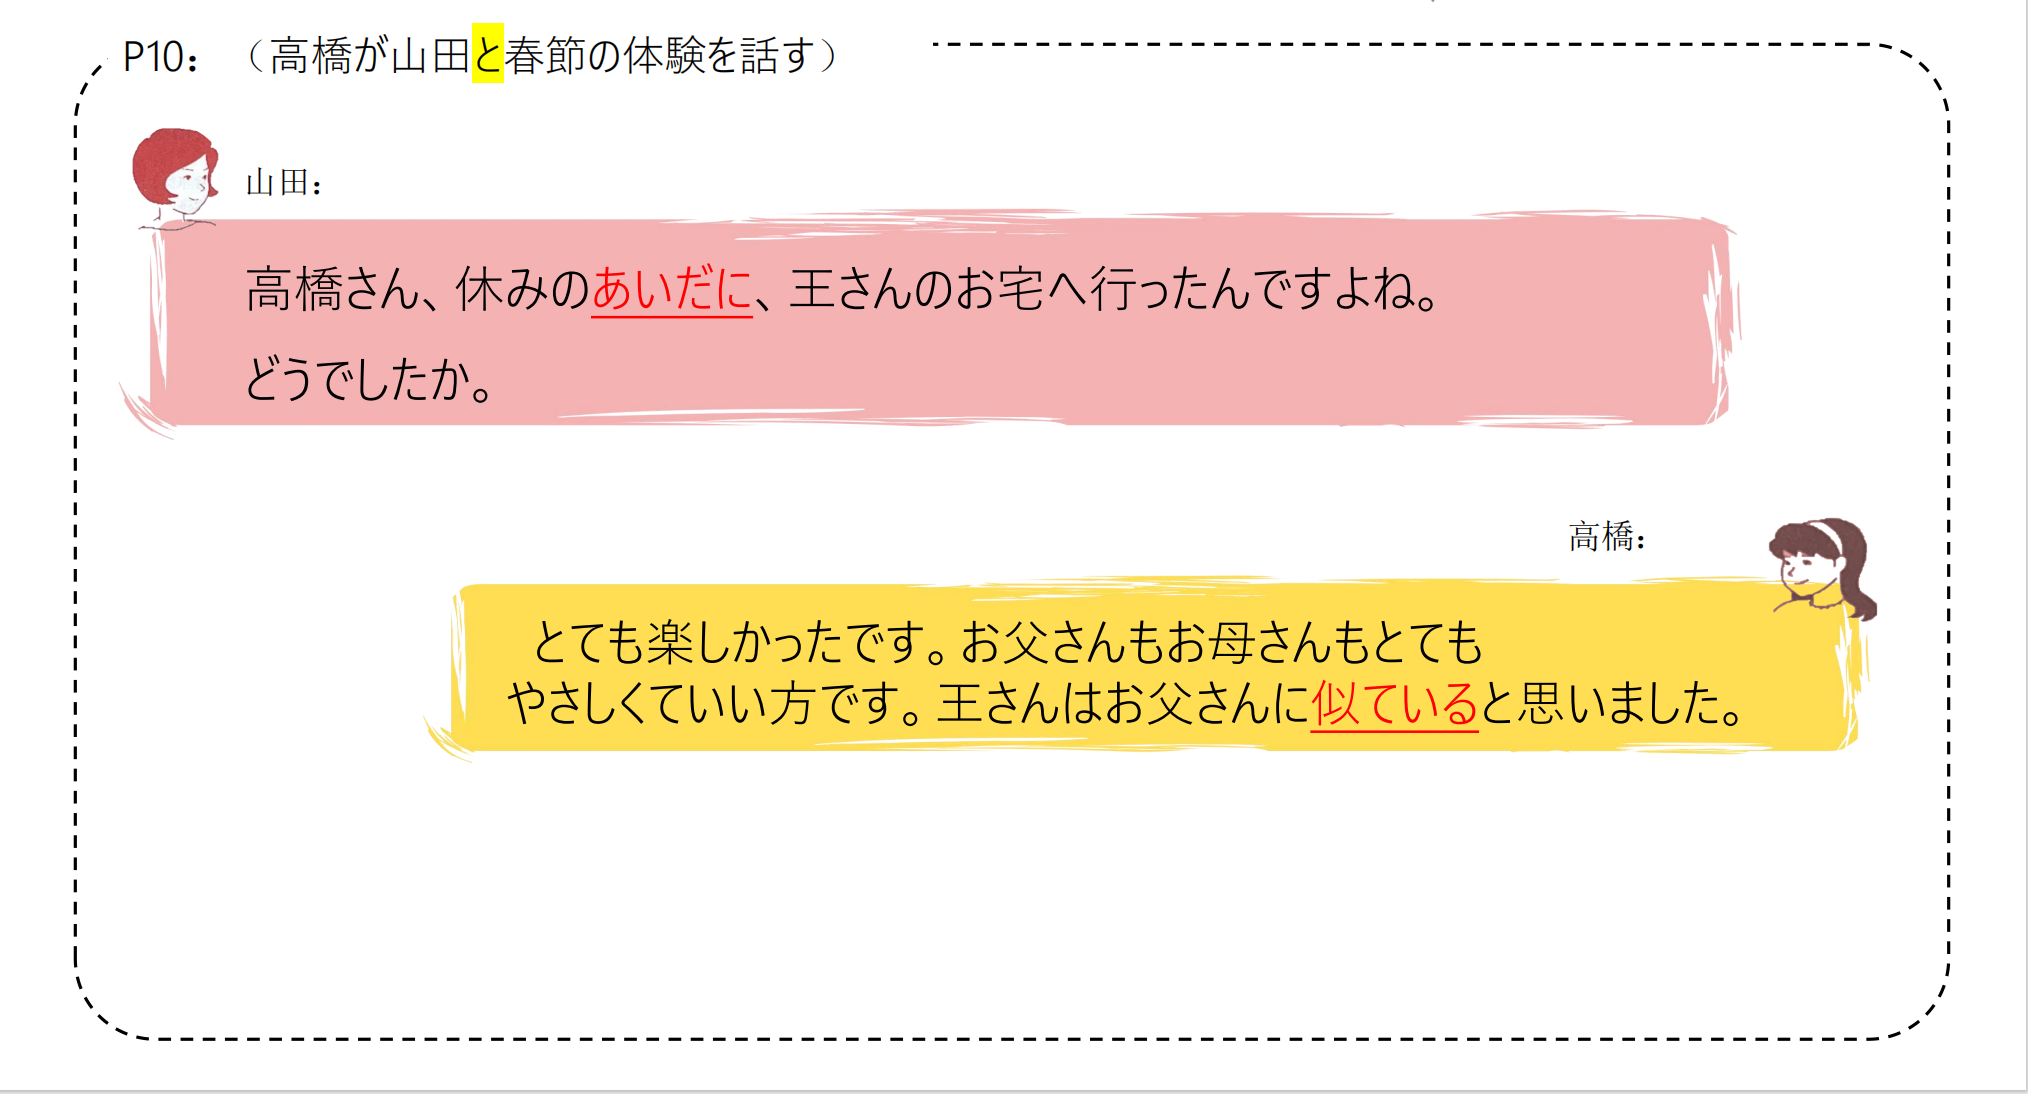 P10：（高橋が山田と春節の体験を話す）
山田：
高橋さん、休みのあいだに、王さんのお宅へ行ったんですよね。
どうでしたか。
高橋：
とても楽しかったです。お父さんもお母さんもとても
やさしくていい方です。王さんはお父さんに似ていると思いました。